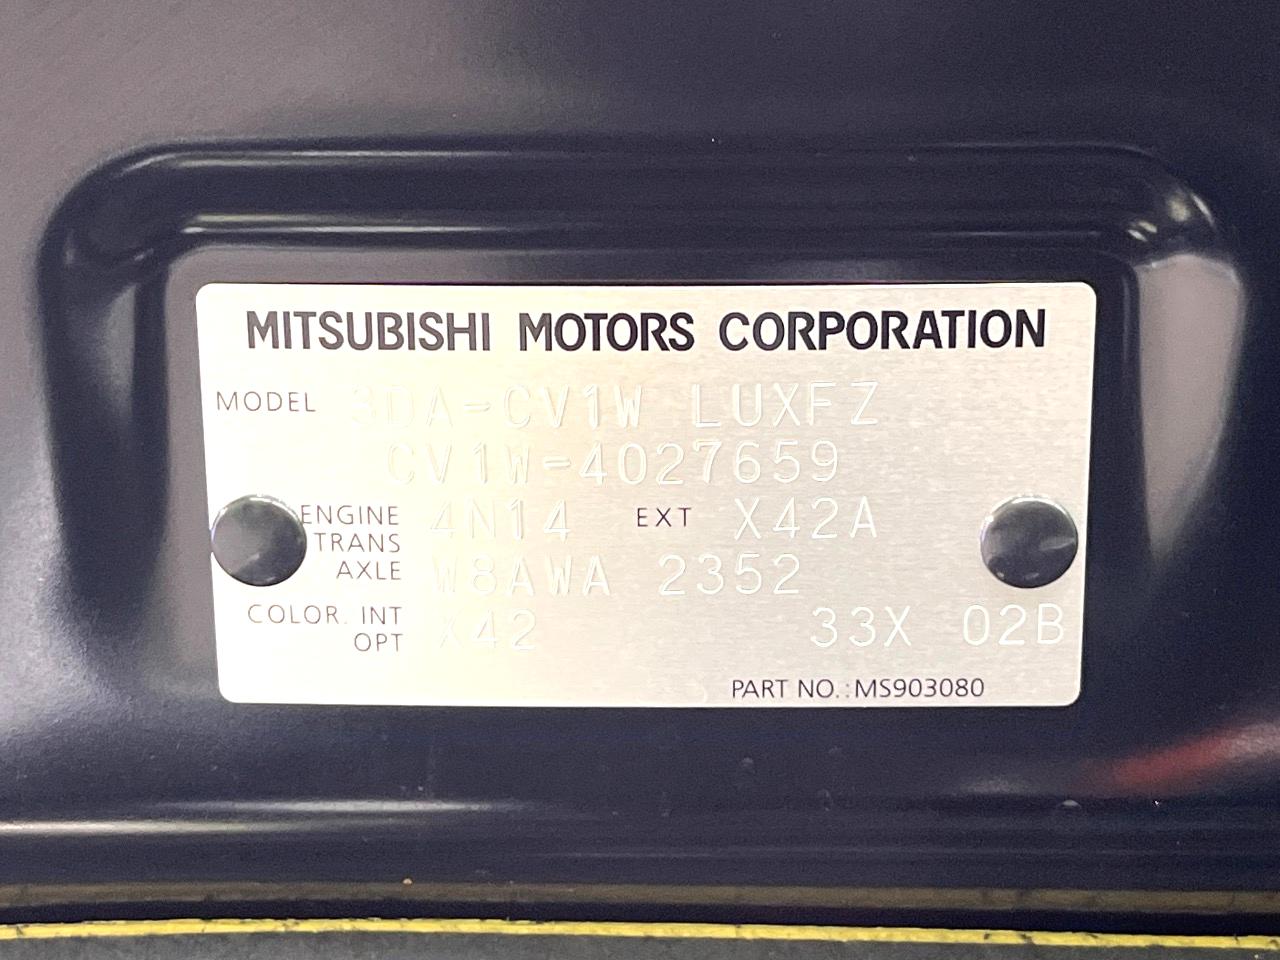 MITSUBISHI MOTORS CORPORATION
MODEL 3DA-CV1W LUXFZ
CV1W-4027659
ENGINE 4N14 EXT X42A
TRANS
AXLE W8AWA 2352
COLOR. INT
OPT X42 33X 02B
PART NO.:MS903080